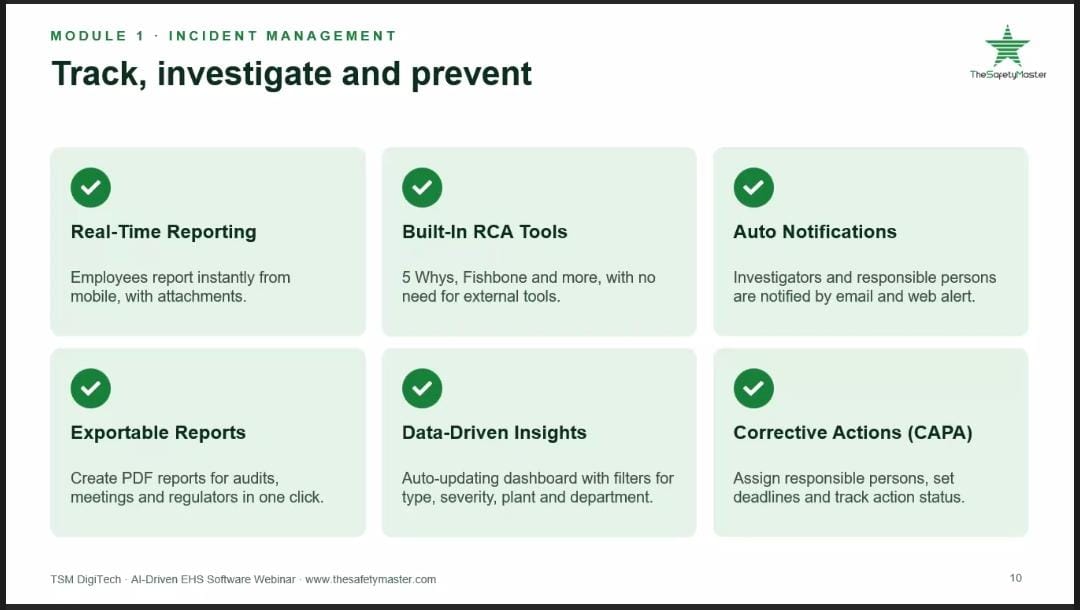 MODULE 1 · INCIDENT MANAGEMENT
Track, investigate and prevent
TheSafetyMaster
Real-Time Reporting
Employees report instantly from
mobile, with attachments.
Built-In RCA Tools
5 Whys, Fishbone and more, with no
need for external tools.
Auto Notifications
Investigators and responsible persons
are notified by email and web alert.
Exportable Reports
Create PDF reports for audits,
meetings and regulators in one click.
Data-Driven Insights
Auto-updating dashboard with filters for
type, severity, plant and department.
Corrective Actions (CAPA)
Assign responsible persons, set
deadlines and track action status.
TSM DigiTech · AI-Driven EHS Software Webinar · www.thesafetymaster.com
10